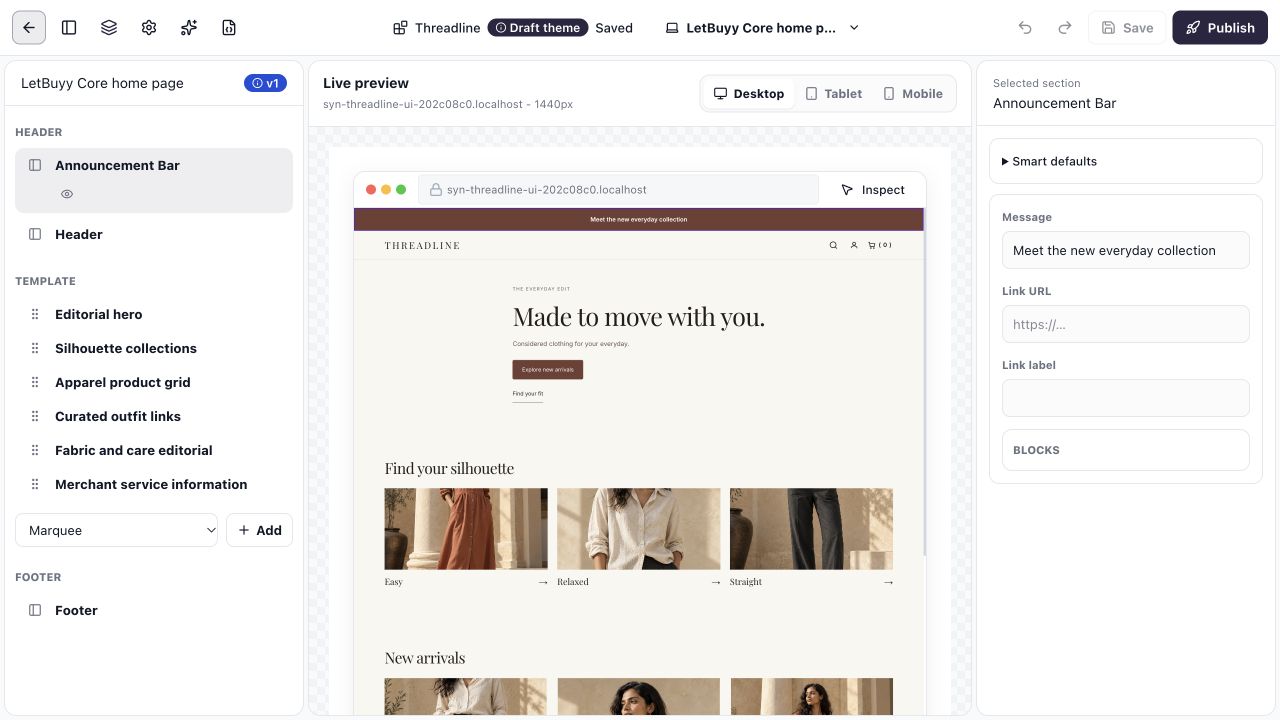 Threadline
Draft theme
Saved
LetBuyy Core home p...
Save
Publish
LetBuyy Core home page
v1
HEADER
Announcement Bar
Header
TEMPLATE
Editorial hero
Silhouette collections
Apparel product grid
Curated outfit links
Fabric and care editorial
Merchant service information
Marquee
Add
FOOTER
Footer
Live preview
syn-threadline-ui-202c08c0.localhost - 1440px
Desktop
Tablet
Mobile
syn-threadline-ui-202c08c0.localhost
Inspect
Meet the new everyday collection
THREADLINE
(0)
THE EVERYDAY EDIT
Made to move with you.
Considered clothing for your everyday.
Explore new arrivals
Find your fit
Find your silhouette
Easy →
Relaxed →
Straight →
New arrivals
Selected section
Announcement Bar
Smart defaults
Message
Meet the new everyday collection
Link URL
https://...
Link label
BLOCKS